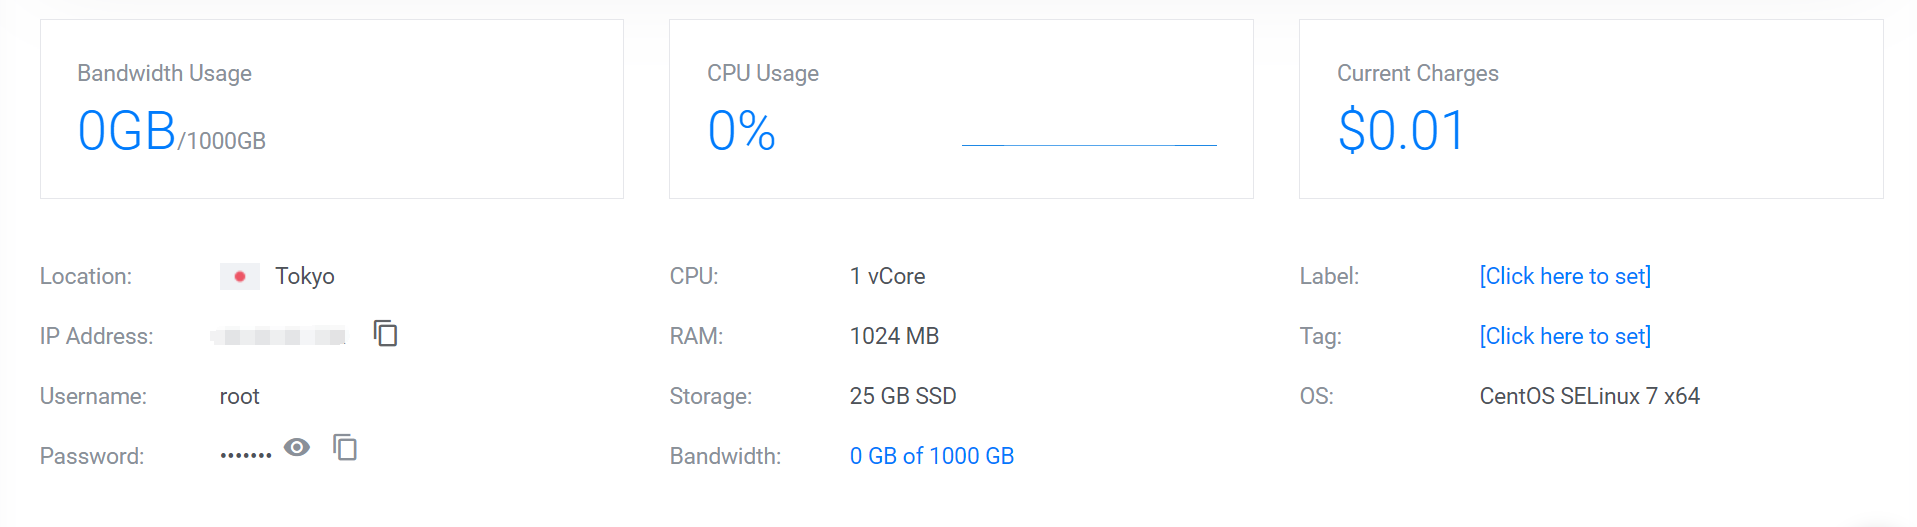 Bandwidth Usage
0GB/1000GB
CPU Usage
0%
Current Charges
$0.01
Location: Tokyo
IP Address:
Username: root
Password: •••••••
CPU: 1 vCore
RAM: 1024 MB
Storage: 25 GB SSD
Bandwidth: 0 GB of 1000 GB
Label: [Click here to set]
Tag: [Click here to set]
OS: CentOS SELinux 7 x64